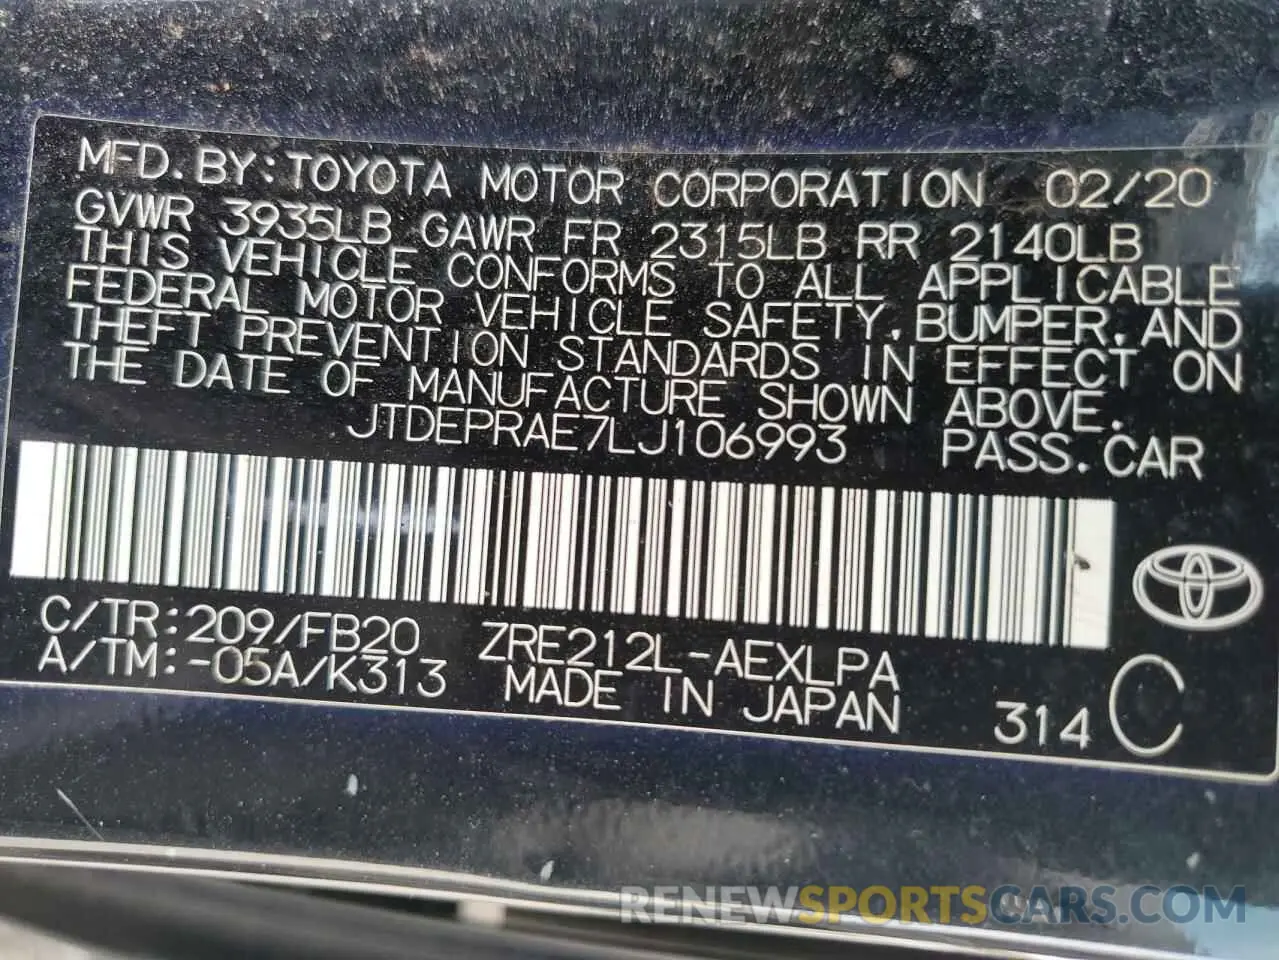 MFD.BY:TOYOTA MOTOR CORPORATION 02/20
GVWR 3935LB GAWR FR 2315LB RR 2140LB
THIS VEHICLE CONFORMS TO ALL APPLICABLE
FEDERAL MOTOR VEHICLE SAFETY,BUMPER,AND
THEFT PREVENTION STANDARDS IN EFFECT ON
THE DATE OF MANUFACTURE SHOWN ABOVE.
JTDEPRAE7LJ106993 PASS.CAR
C/TR:209/FB20 ZRE212L-AEXLPA
A/TM:-05A/K313 MADE IN JAPAN 314 C
RENEWSPORTSCARS.COM